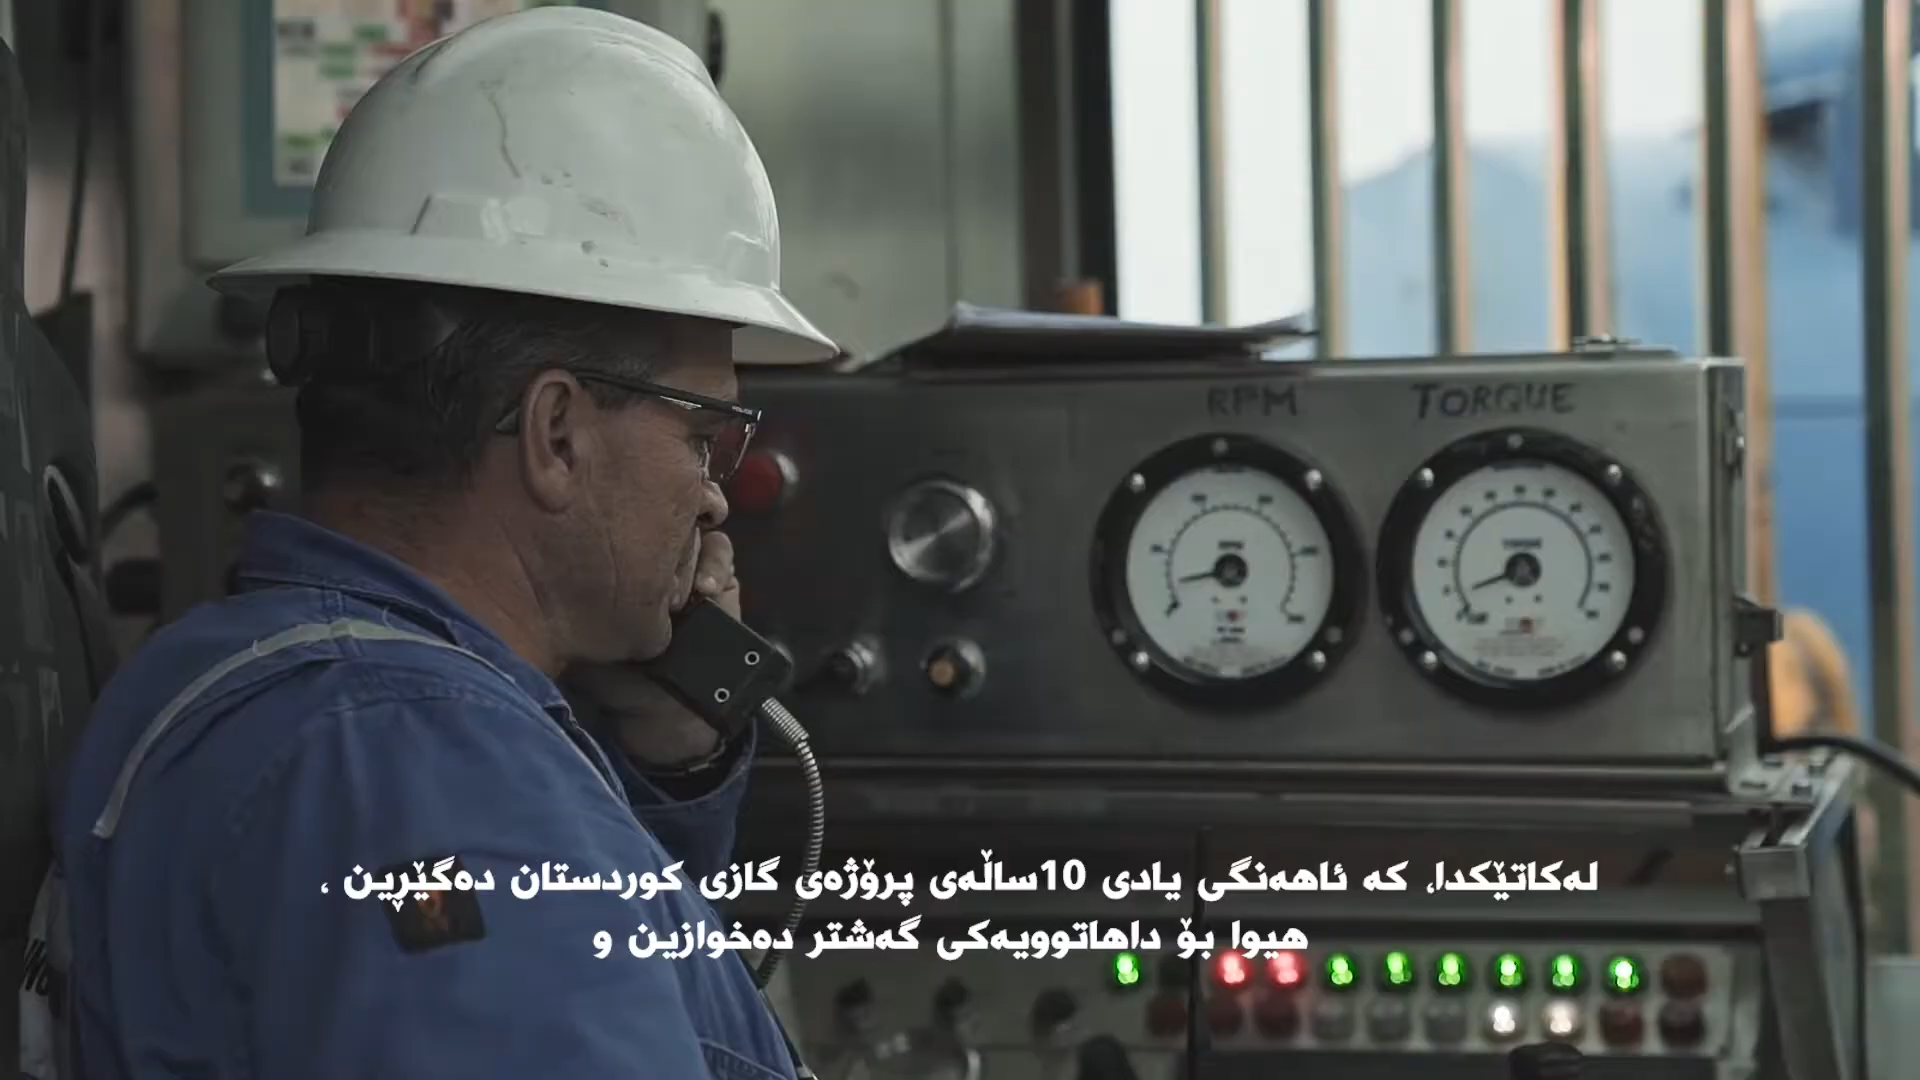 RPM
TORQUE
لەکاتێکدا، کە ئاهەنگی یادی 10ساڵەی پرۆژەی گازی کوردستان دەگێڕین ،
هیوا بۆ داهاتوویەکی گەشتر دەخوازین و